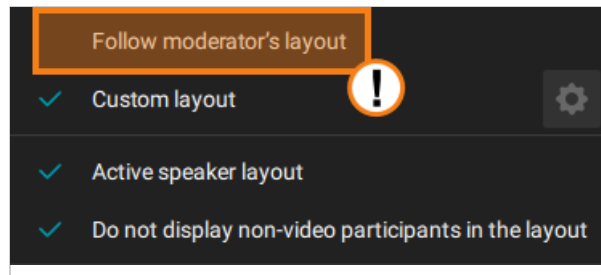 Follow moderator's layout
!
Custom layout
Active speaker layout
Do not display non-video participants in the layout